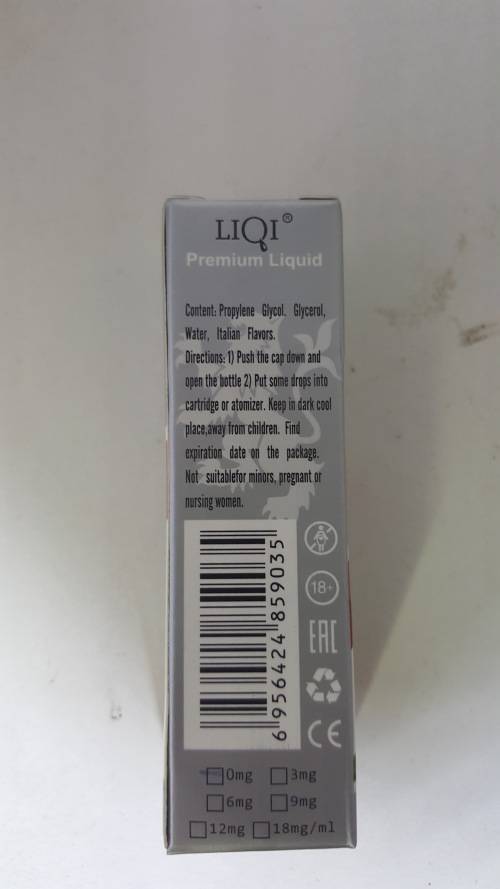 LIQI®
Premium Liquid
Content: Propylene Glycol. Glycerol,
Water, Italian Flavors.
Directions: 1) Push the cap down and
open the bottle 2) Put some drops into
cartridge or atomizer. Keep in dark cool
place,away from children. Find
expiration date on the package.
Not suitablefor minors, pregnant or
nursing women.
6 956424 859035
18+
EAC
CE
0mg 3mg
6mg 9mg
12mg 18mg/ml